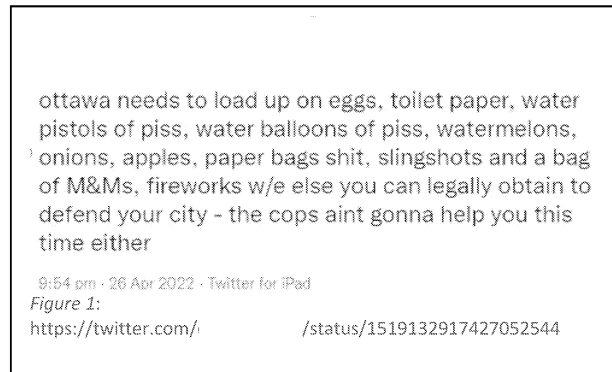 ottawa needs to load up on eggs, toilet paper, water
pistols of piss, water balloons of piss, watermelons,
onions, apples, paper bags shit, slingshots and a bag
of M&Ms, fireworks w/e else you can legally obtain to
defend your city - the cops aint gonna help you this
time either
9:54 pm · 26 Apr 2022 · Twitter for iPad
Figure 1:
https://twitter.com/ /status/1519132917427052544